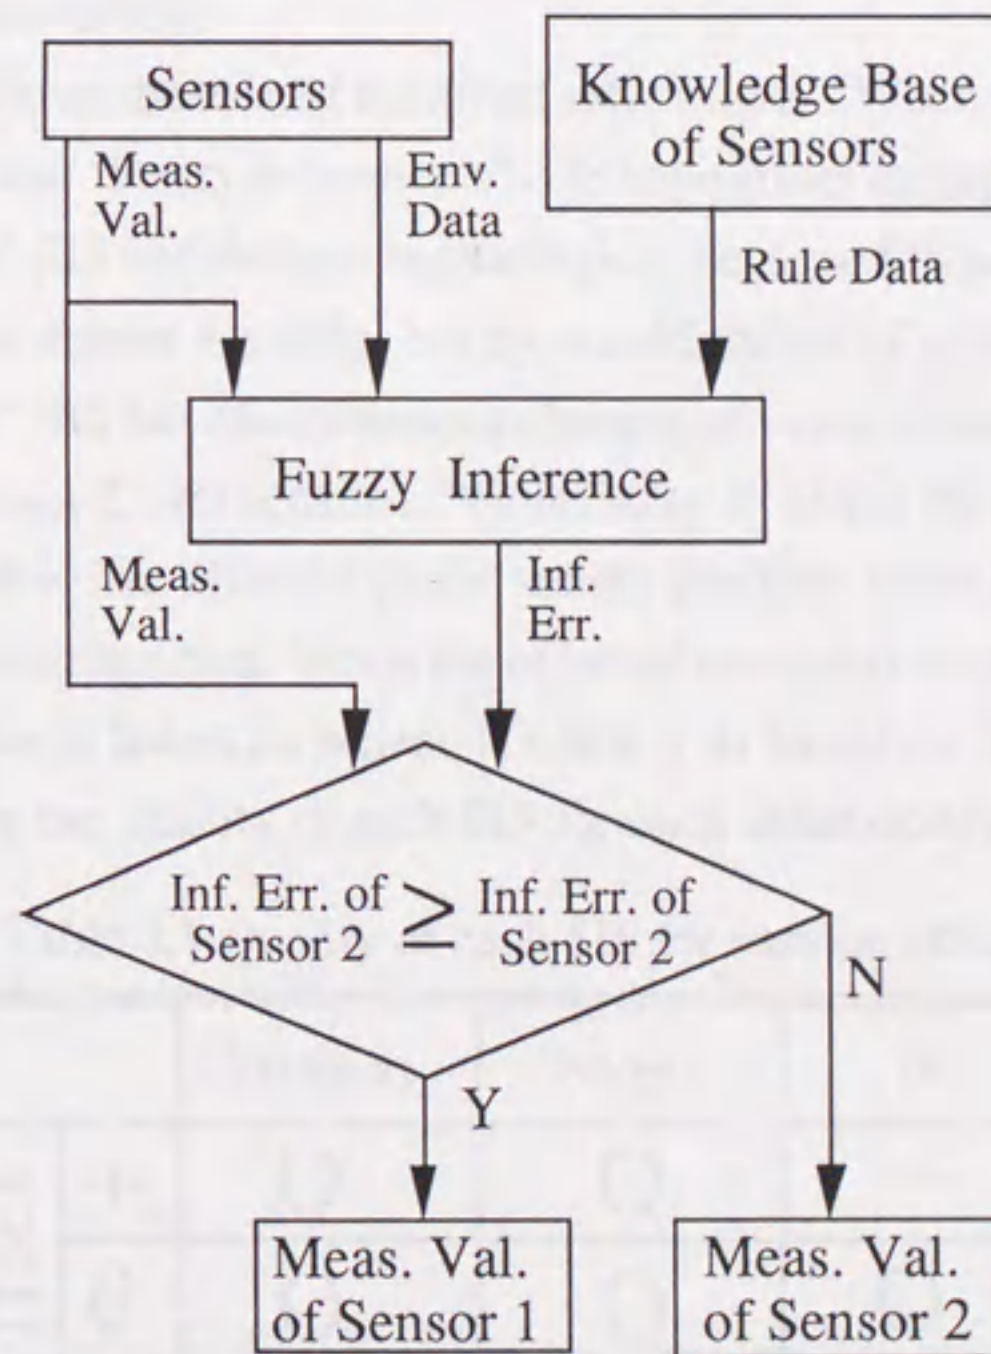 Sensors
Knowledge Base
of Sensors
Meas.
Val.
Env.
Data
Rule Data
Fuzzy Inference
Meas.
Val.
Inf.
Err.
Inf. Err. of
Sensor 2
≧
Inf. Err. of
Sensor 2
N
Y
Meas. Val.
of Sensor 1
Meas. Val.
of Sensor 2